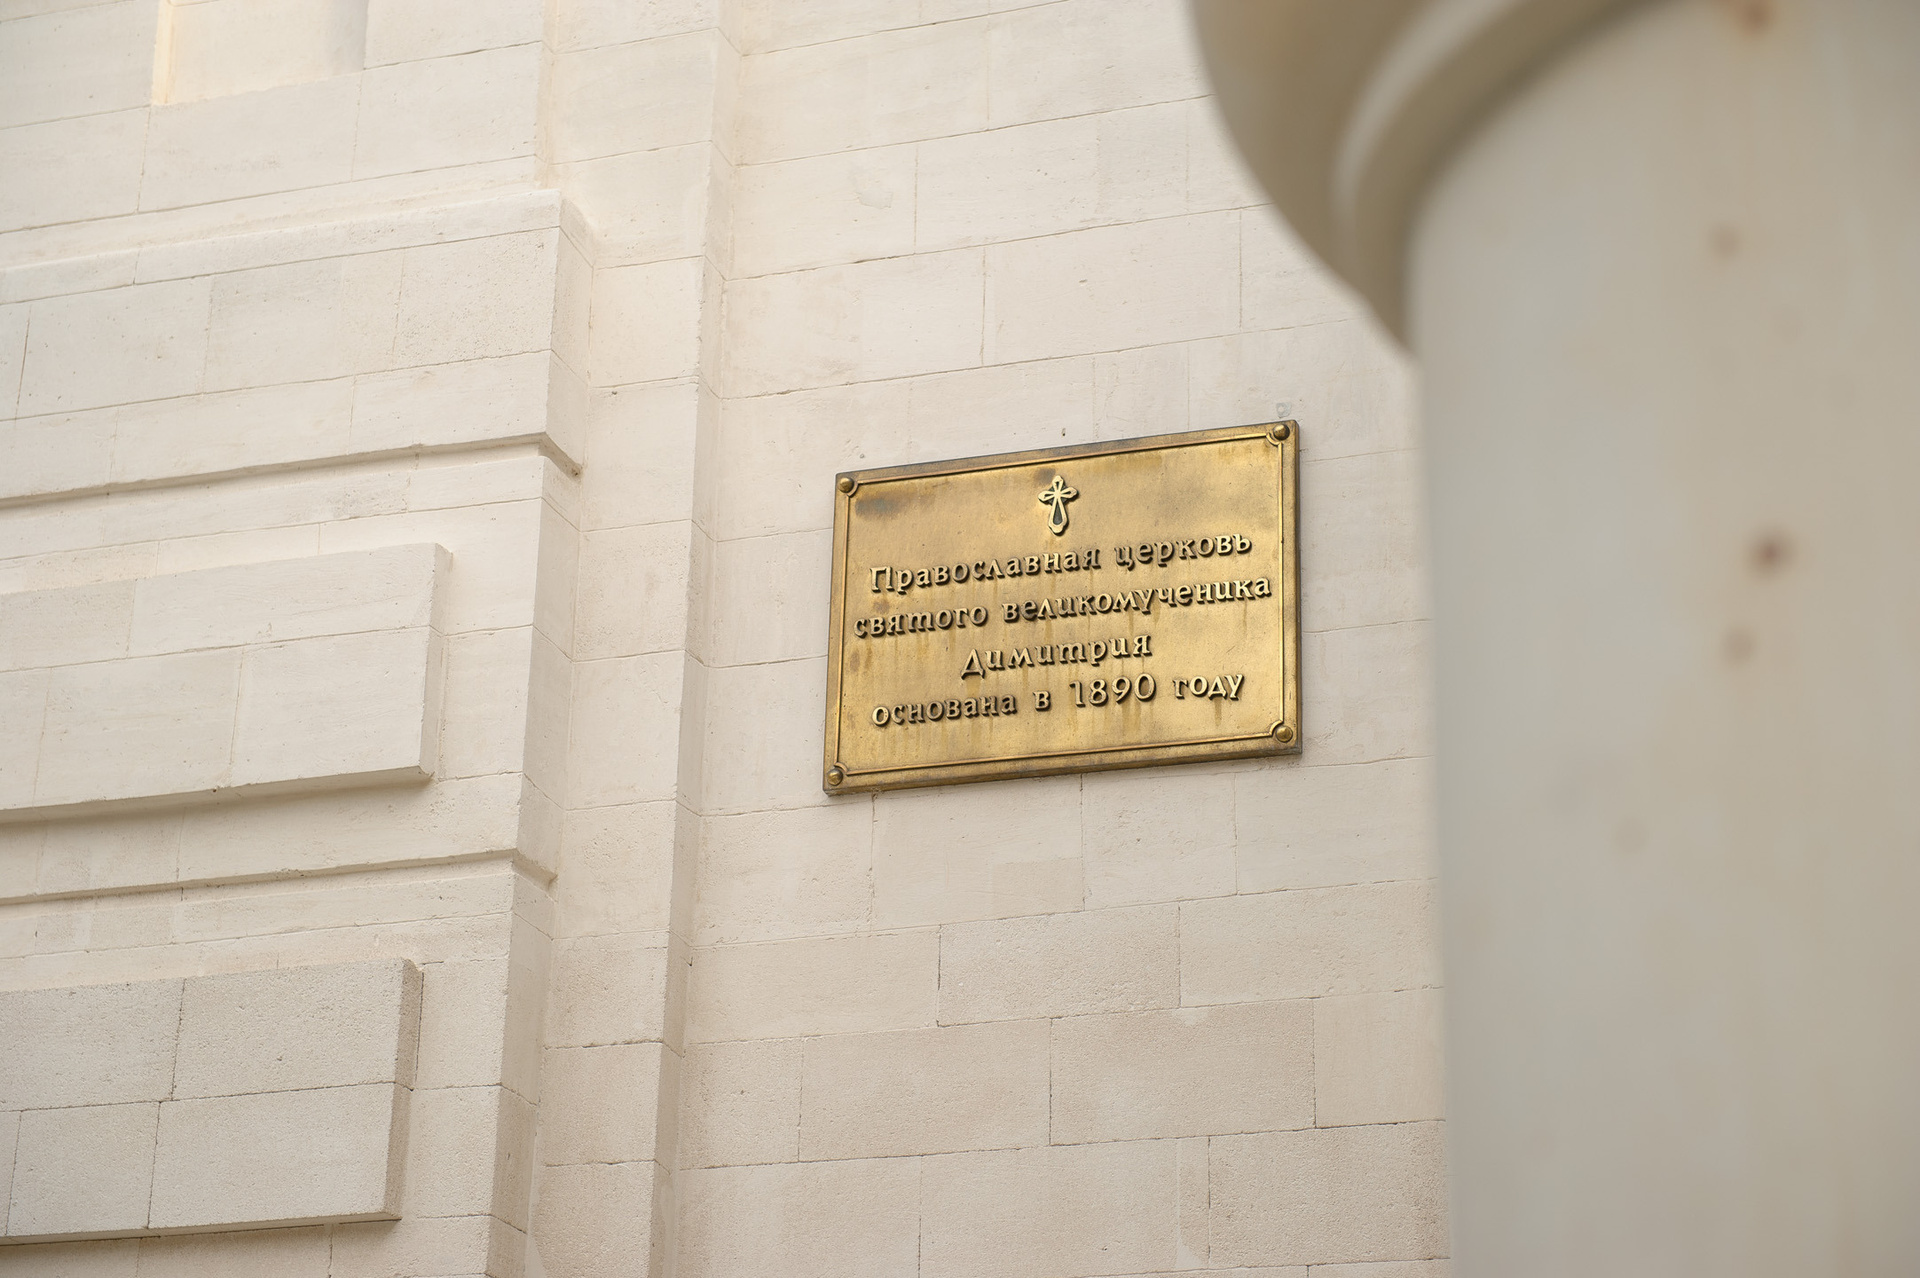 Православная церковь
святого великомученика
Димитрия
основана в 1890 году